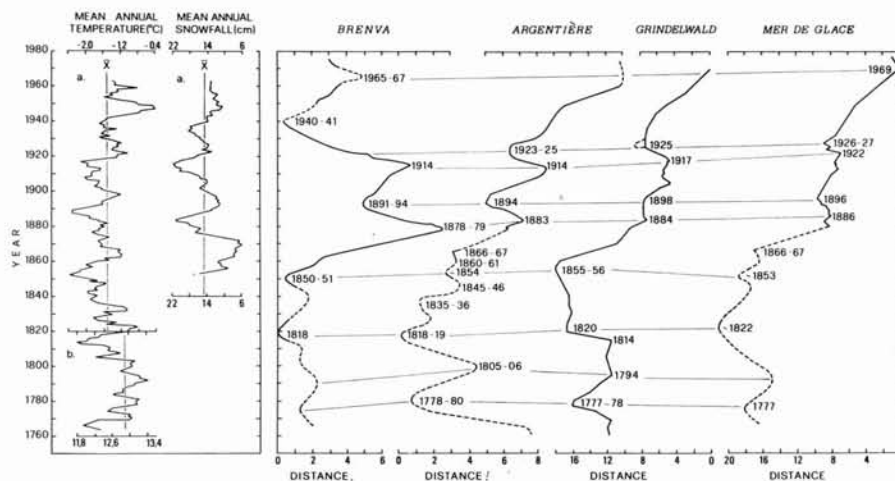 MEAN ANNUAL TEMPERATURE(°C)
-2.0 -1.2 -0.4
MEAN ANNUAL SNOWFALL(cm)
22 14 6
BRENVA
ARGENTIÈRE
GRINDELWALD
MER DE GLACE
X̄
X̄
a.
a.
b.
YEAR
1980
1960
1940
1920
1900
1880
1860
1840
1820
1800
1780
1760
22 14 6
11,8 12,6 13,4
1965-67
1940-41
1914
1891-94
1878-79
1850-51
1818
1923-25
1914
1894
1883
1866-67
1860-61
1854
1845-46
1835-36
1818-19
1805-06
1778-80
1925
1917
1898
1884
1855-56
1820
1814
1794
1777-78
1969
1926-27
1922
1896
1886
1866-67
1853
1822
1777
0 2 4 6
0 2 4 6 8
16 12 8 4 0
20 16 12 8 4 0
DISTANCE
DISTANCE
DISTANCE
DISTANCE